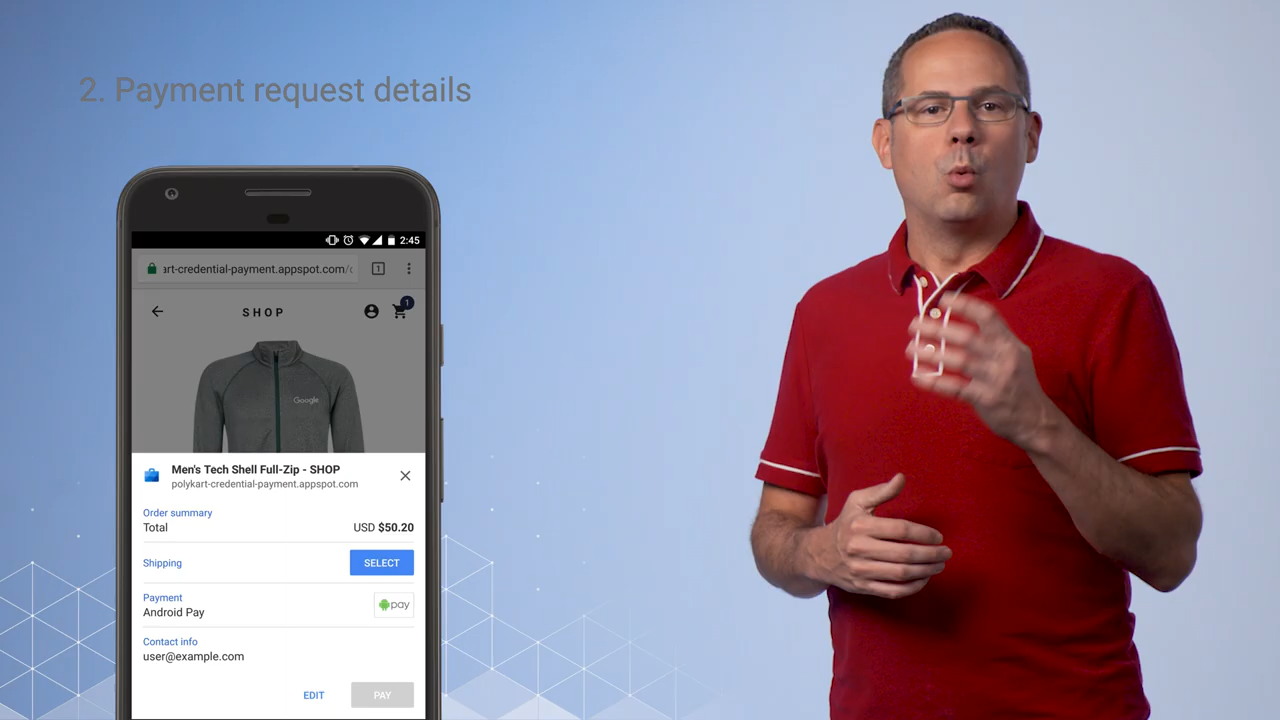 2. Payment request details
2:45
art-credential-payment.appspot.com/
1
SHOP
1
Google
Men's Tech Shell Full-Zip - SHOP
polykart-credential-payment.appspot.com
Order summary
Total USD $50.20
Shipping SELECT
Payment
Android Pay
pay
Contact info
user@example.com
EDIT PAY